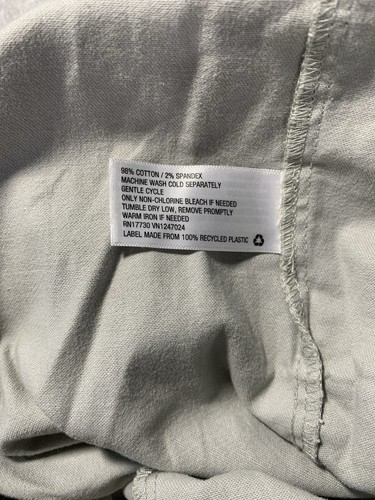 98% COTTON / 2% SPANDEX
MACHINE WASH COLD SEPARATELY
GENTLE CYCLE
ONLY NON-CHLORINE BLEACH IF NEEDED
TUMBLE DRY LOW, REMOVE PROMPTLY
WARM IRON IF NEEDED
RN17730 VN1247024
LABEL MADE FROM 100% RECYCLED PLASTIC